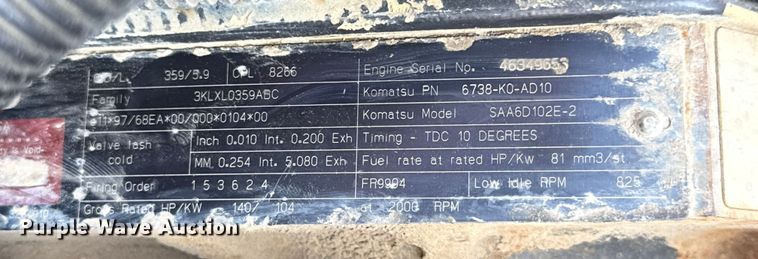 359/5.9 CPL 8266 Engine Serial No. 46349653
Family 3KLXL0359ABC Komatsu PN 6738-K0-AD10
e11*97/68EA*00/000*0104*00 Komatsu Model SAA6D102E-2
Valve lash cold Inch 0.010 Int. 0.200 Exh Timing - TDC 10 DEGREES
MM 0.254 Int. 5.080 Exh Fuel rate at rated HP/Kw 81 mm3/st
Firing Order 1 5 3 6 2 4 FR9994 Low Idle RPM 825
Gross Rated HP/KW 140/ 104 at 2000 RPM
Purple Wave Auction